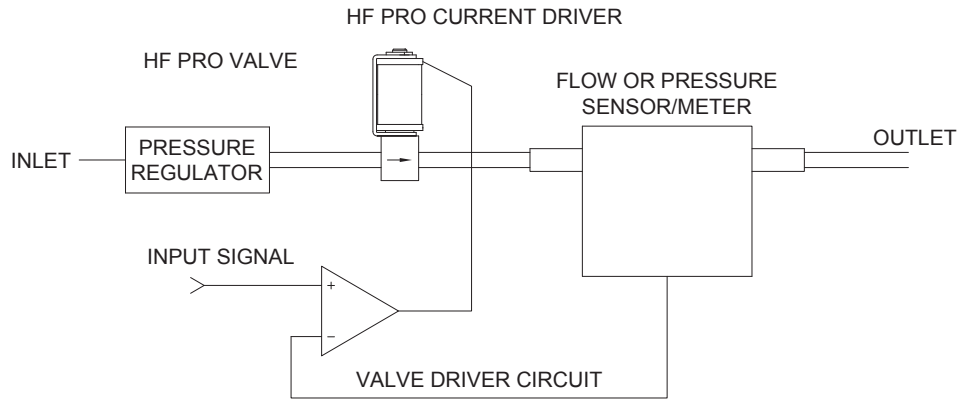 HF PRO CURRENT DRIVER
HF PRO VALVE
FLOW OR PRESSURE
SENSOR/METER
OUTLET
INLET
PRESSURE
REGULATOR
INPUT SIGNAL
+
−
VALVE DRIVER CIRCUIT